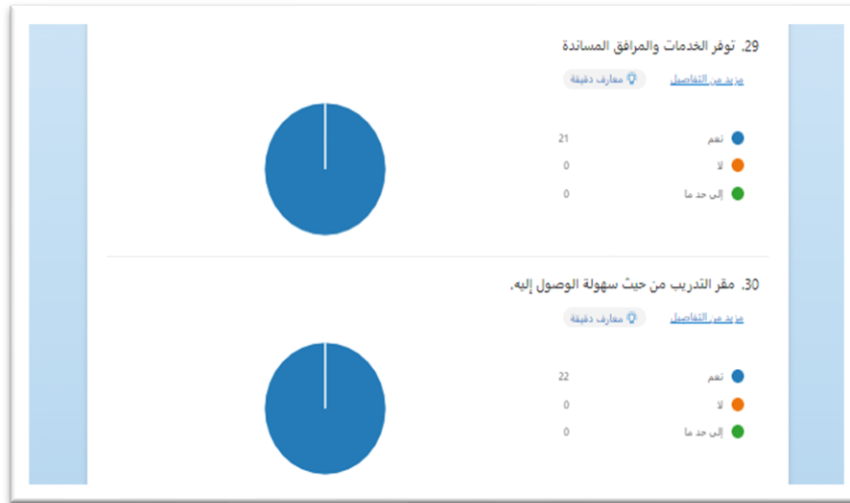 29. توفر الخدمات والمرافق المساندة
مزيد من التفاصيل معارف دقيقة
نعم 21
لا 0
إلى حد ما 0
30. مقر التدريب من حيث سهولة الوصول إليه.
مزيد من التفاصيل معارف دقيقة
نعم 22
لا 0
إلى حد ما 0